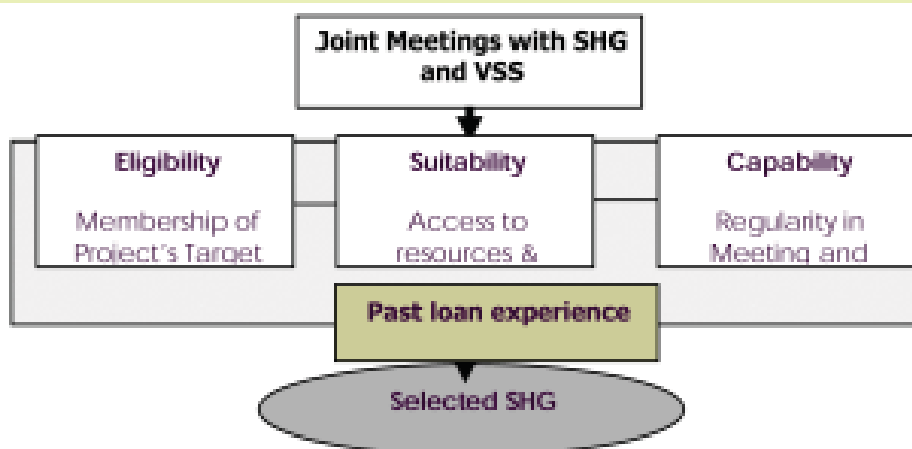 Joint Meetings with SHG
and VSS
Eligibility
Membership of
Project's Target
Suitability
Access to
resources &
Capability
Regularity in
Meeting and
Past loan experience
Selected SHG